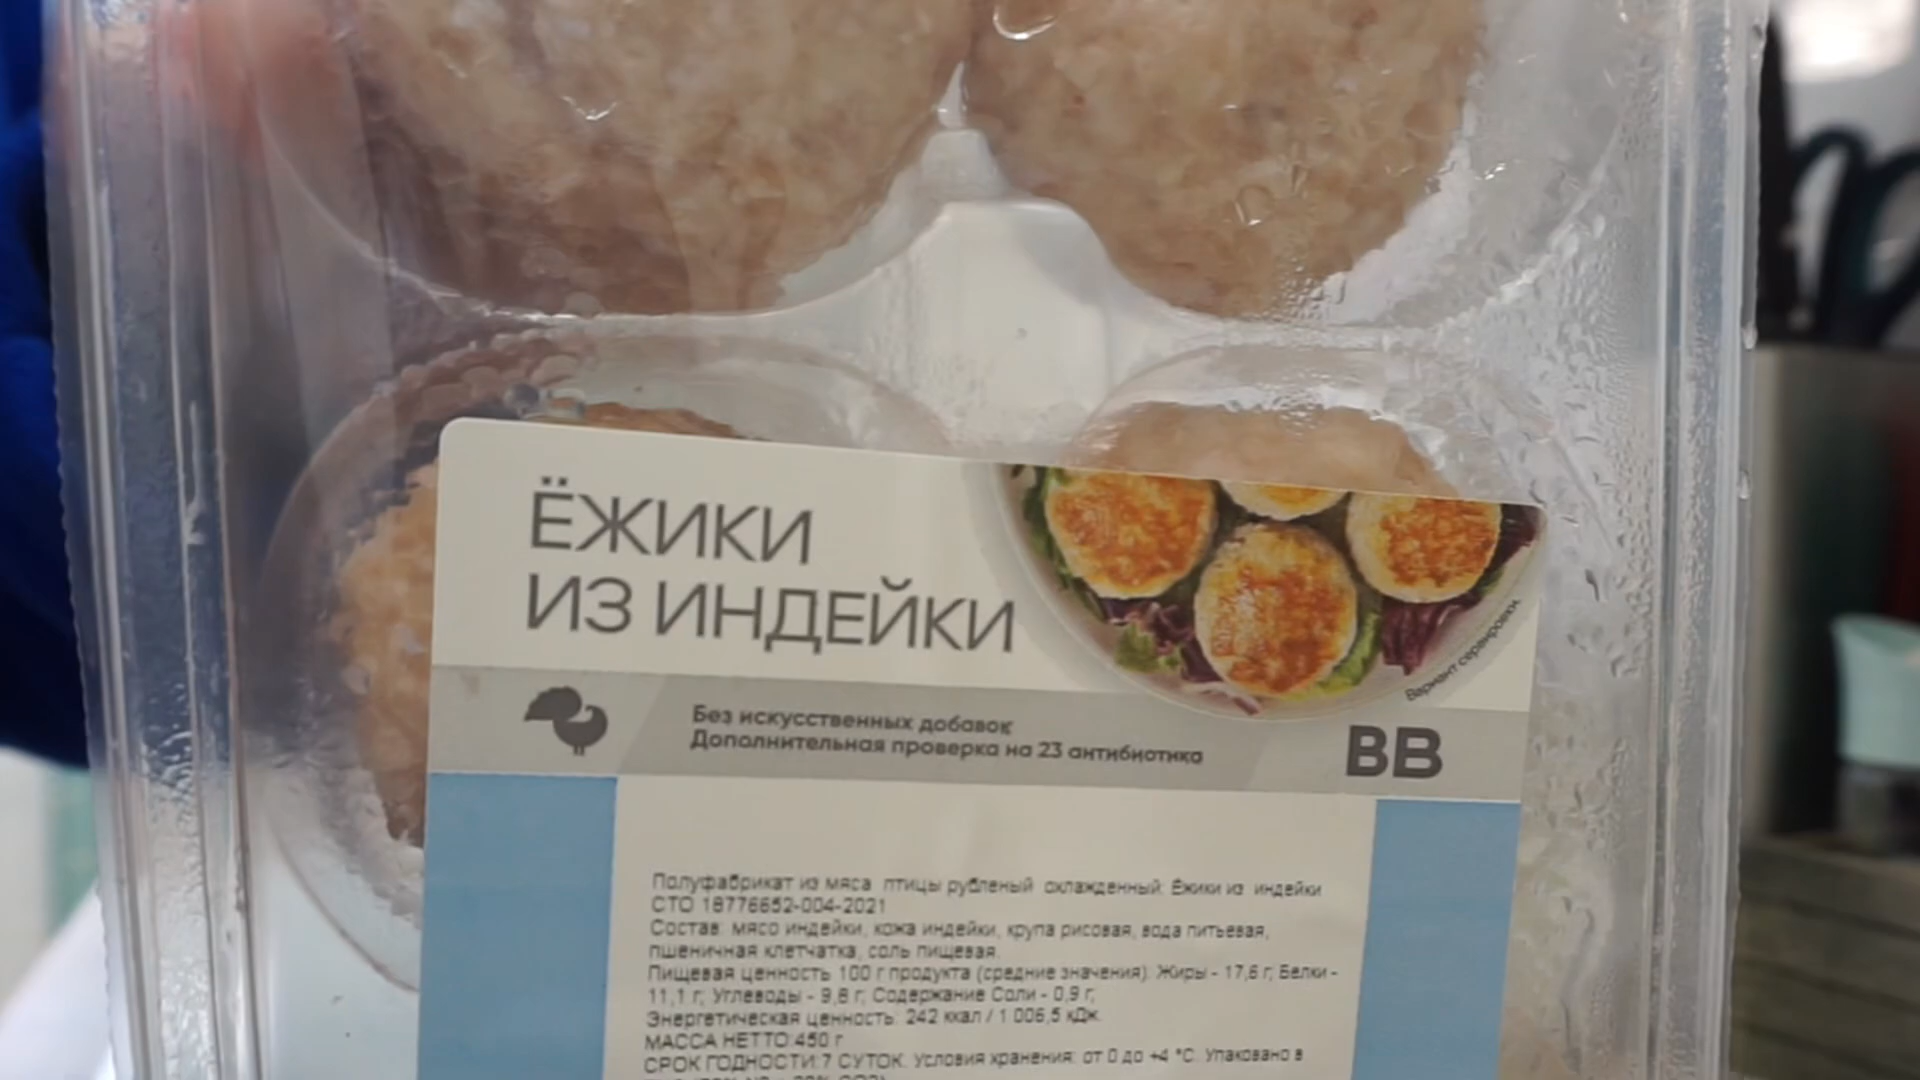 ЁЖИКИ
ИЗ ИНДЕЙКИ
Вариант сервировки.
Без искусственных добавок
Дополнительная проверка на 23 антибиотика
ВВ
Полуфабрикат из мяса птицы рубленый охлажденный: Ёжики из индейки
СТО 18776652-004-2021
Состав: мясо индейки, кожа индейки, крупа рисовая, вода питьевая,
пшеничная клетчатка, соль пищевая.
Пищевая ценность 100 г продукта (средние значения): Жиры - 17,6 г; Белки -
11,1 г; Углеводы - 9,8 г; Содержание Соли - 0,9 г;
Энергетическая ценность: 242 ккал / 1 006,5 кДж.
МАССА НЕТТО:450 г
СРОК ГОДНОСТИ:7 СУТОК. Условия хранения: от 0 до +4 °С. Упаковано в